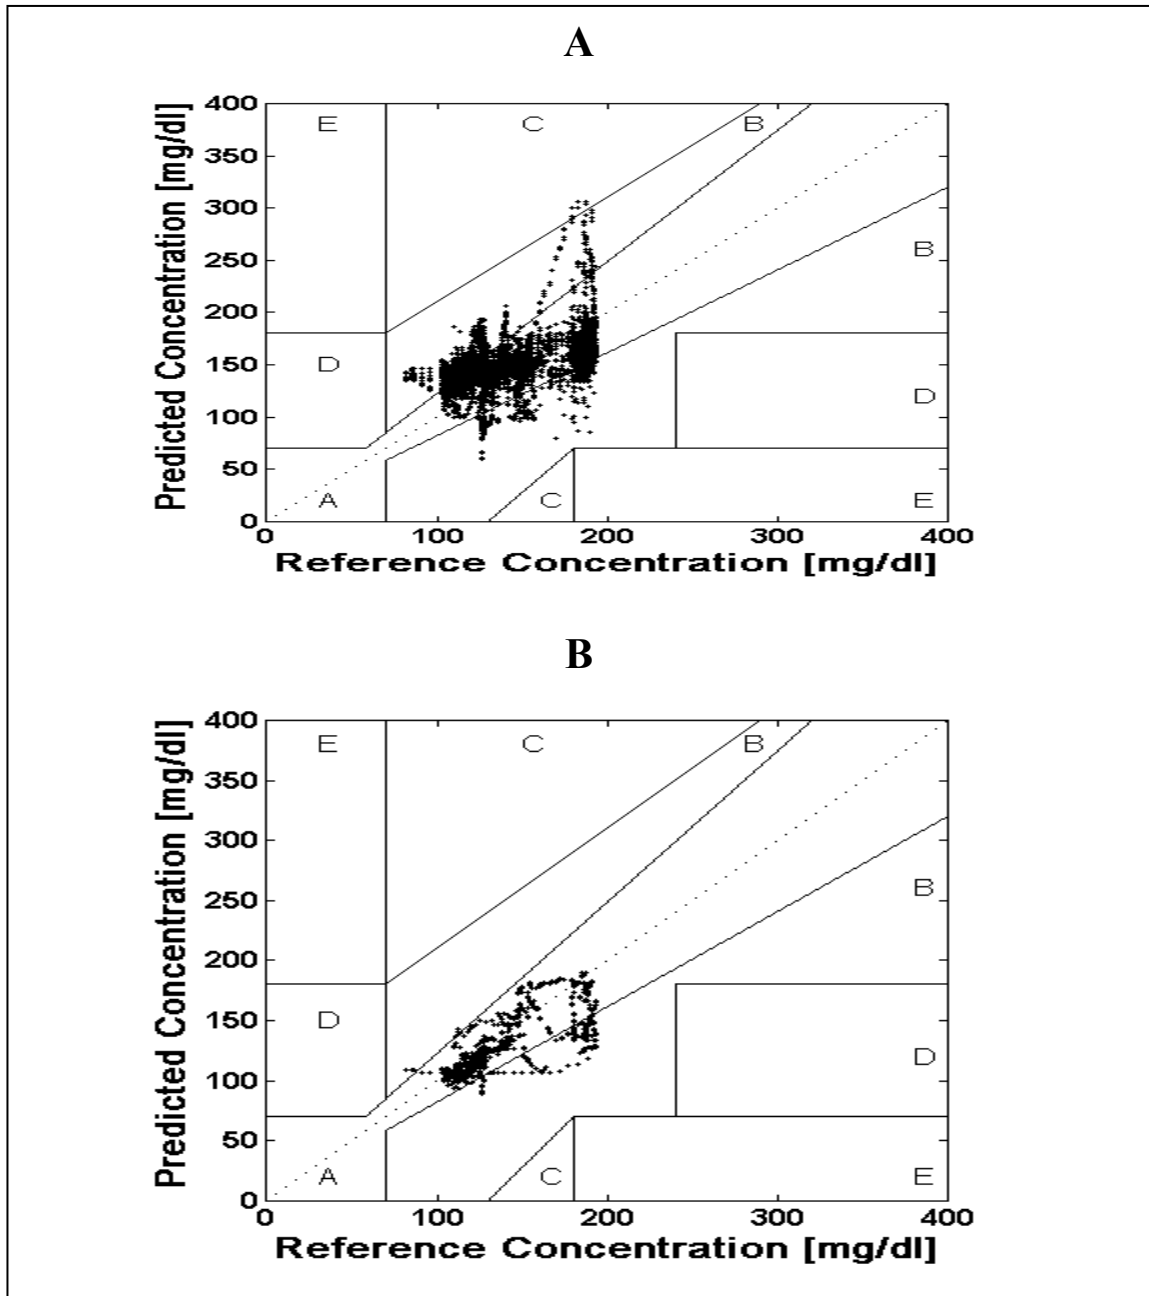 A
Predicted Concentration [mg/dl]
400
350
300
250
200
150
100
50
0
E
C
B
B
D
D
A
C
E
0 100 200 300 400
Reference Concentration [mg/dl]
B
Predicted Concentration [mg/dl]
400
350
300
250
200
150
100
50
0
E
C
B
B
D
D
A
C
E
0 100 200 300 400
Reference Concentration [mg/dl]